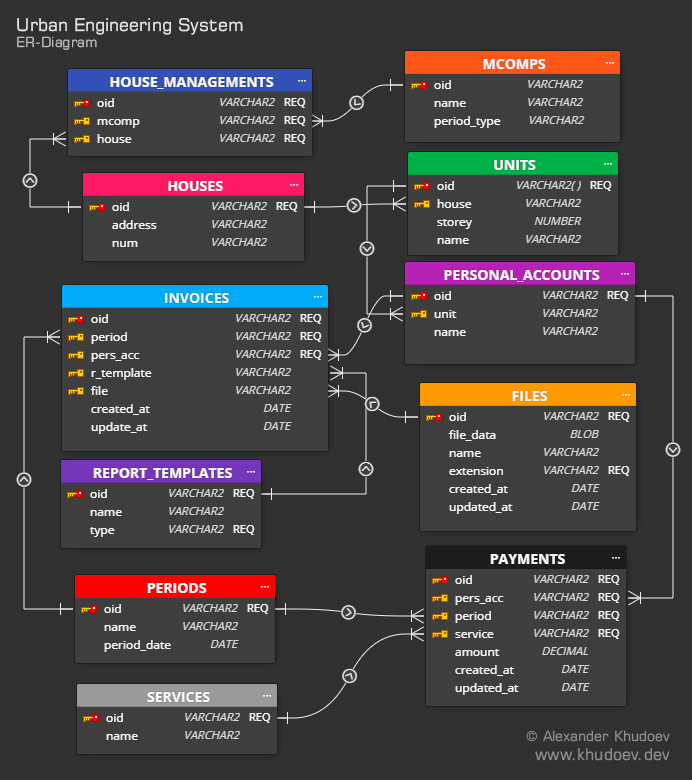 Urban Engineering System
ER-Diagram
HOUSE_MANAGEMENTS ...
oid VARCHAR2 REQ
mcomp VARCHAR2 REQ
house VARCHAR2 REQ
MCOMPS ...
oid VARCHAR2
name VARCHAR2
period_type VARCHAR2
HOUSES ...
oid VARCHAR2 REQ
address VARCHAR2
num VARCHAR2
UNITS ...
oid VARCHAR2( ) REQ
house VARCHAR2
storey NUMBER
name VARCHAR2
PERSONAL_ACCOUNTS ...
oid VARCHAR2 REQ
unit VARCHAR2
name VARCHAR2
INVOICES ...
oid VARCHAR2 REQ
period VARCHAR2 REQ
pers_acc VARCHAR2 REQ
r_template VARCHAR2
file VARCHAR2
created_at DATE
update_at DATE
FILES ...
oid VARCHAR2 REQ
file_data BLOB
name VARCHAR2
extension VARCHAR2 REQ
created_at DATE
updated_at DATE
REPORT_TEMPLATES ...
oid VARCHAR2 REQ
name VARCHAR2
type VARCHAR2 REQ
PAYMENTS ...
oid VARCHAR2 REQ
pers_acc VARCHAR2 REQ
period VARCHAR2 REQ
service VARCHAR2 REQ
amount DECIMAL
created_at DATE
updated_at DATE
PERIODS ...
oid VARCHAR2 REQ
name VARCHAR2
period_date DATE
SERVICES ...
oid VARCHAR2 REQ
name VARCHAR2
© Alexander Khudoev
www.khudoev.dev